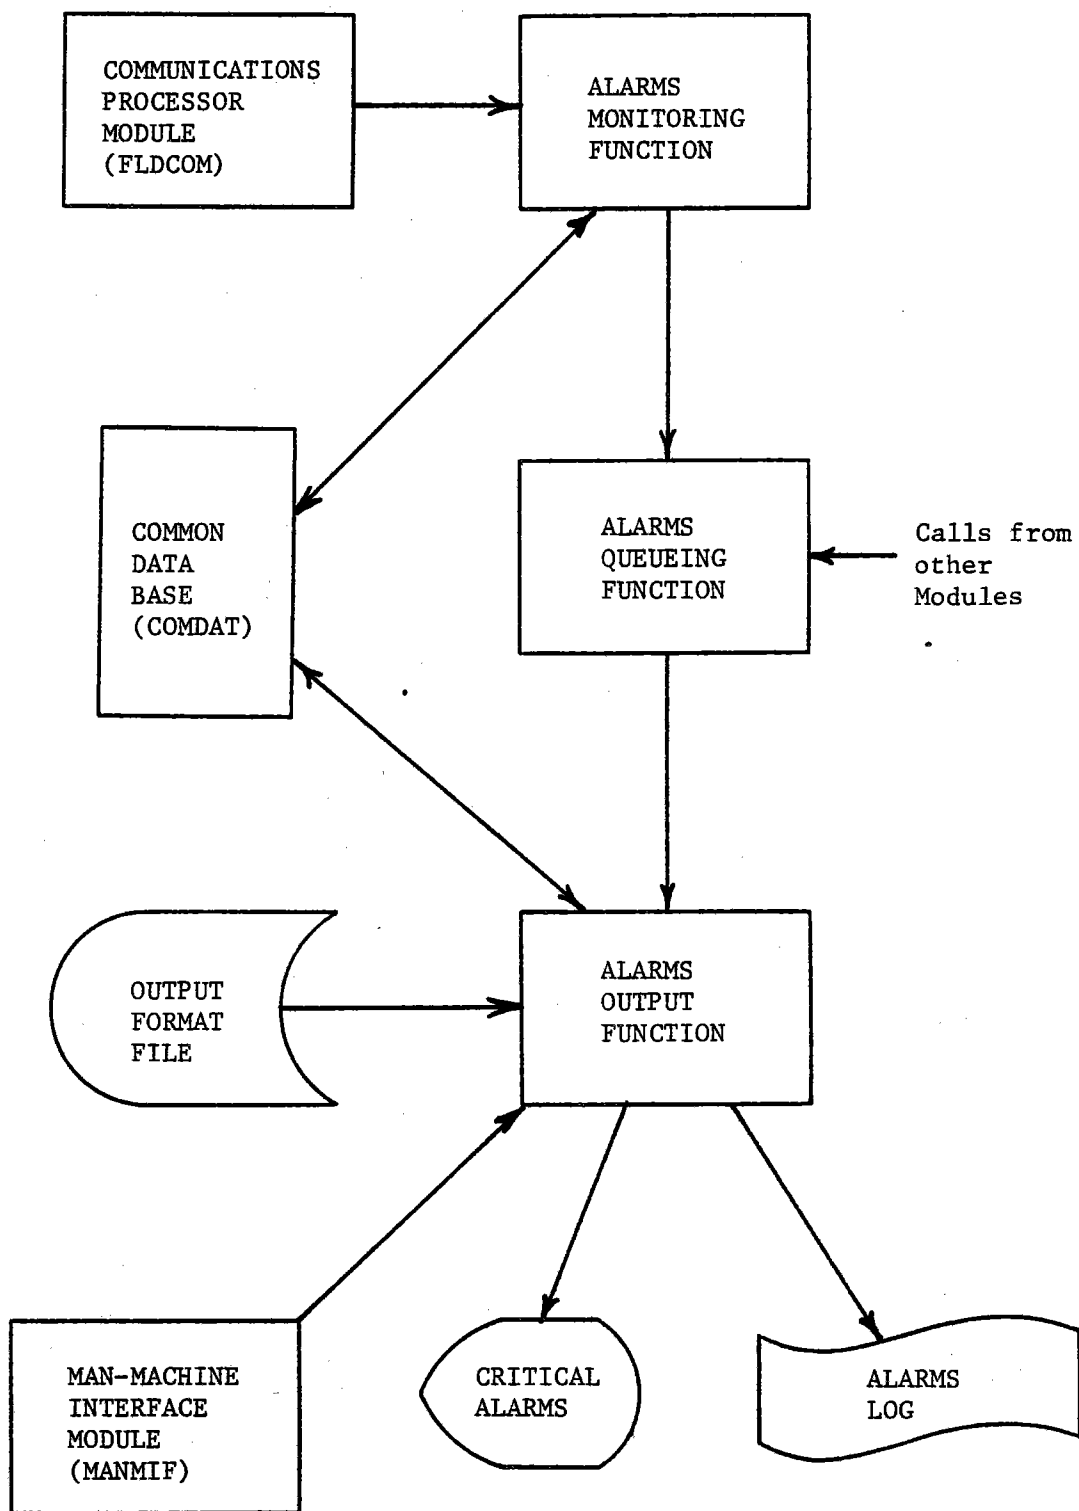 COMMUNICATIONS
PROCESSOR
MODULE
(FLDCOM)
ALARMS
MONITORING
FUNCTION
COMMON
DATA
BASE
(COMDAT)
ALARMS
QUEUEING
FUNCTION
Calls from
other
Modules
OUTPUT
FORMAT
FILE
ALARMS
OUTPUT
FUNCTION
MAN-MACHINE
INTERFACE
MODULE
(MANMIF)
CRITICAL
ALARMS
ALARMS
LOG